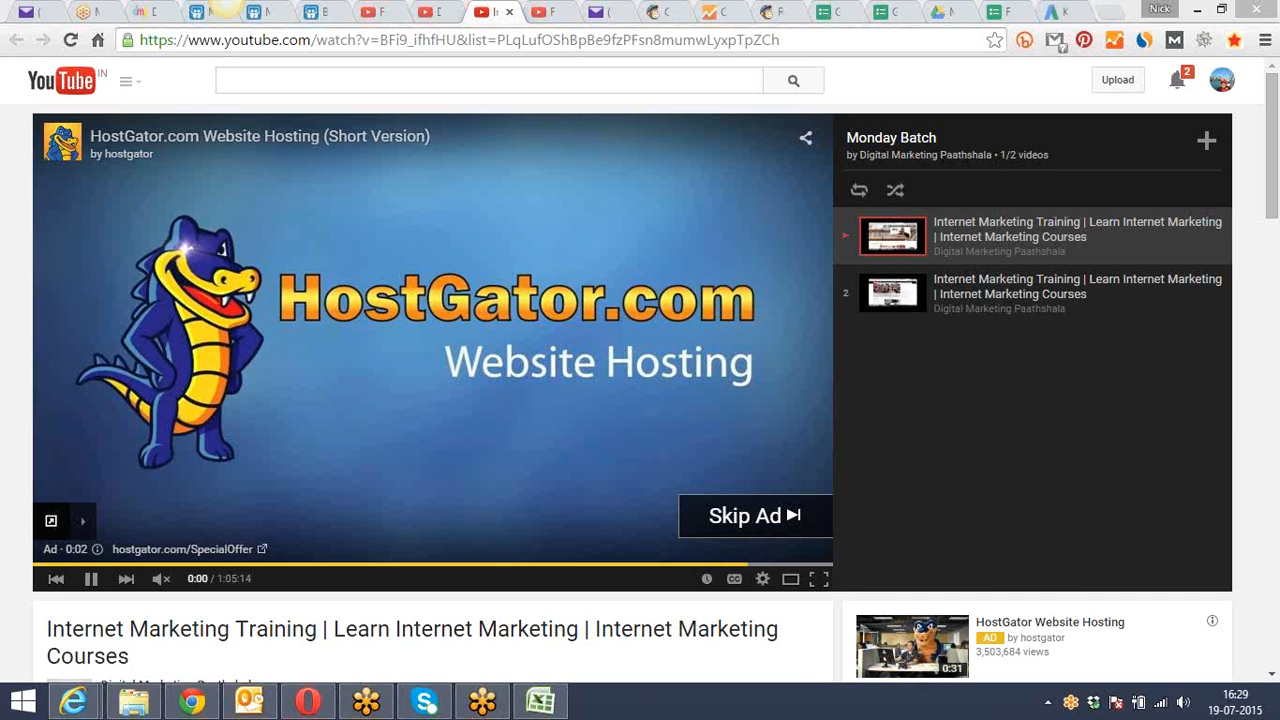 Nick
https://www.youtube.com/watch?v=BFi9_ifhfHU&list=PLqLufOShBpBe9fzPFsn8mumwLyxpTpZCh
YouTube IN
Upload
2
HostGator.com Website Hosting (Short Version)
by hostgator
Monday Batch
by Digital Marketing Paathshala • 1/2 videos
Internet Marketing Training | Learn Internet Marketing
| Internet Marketing Courses
Digital Marketing Paathshala
2
Internet Marketing Training | Learn Internet Marketing
| Internet Marketing Courses
Digital Marketing Paathshala
HostGator.com
Website Hosting
Skip Ad
Ad · 0:02
hostgator.com/SpecialOffer
0:00 / 1:05:14
CC
Internet Marketing Training | Learn Internet Marketing | Internet Marketing
Courses
HostGator Website Hosting
AD by hostgator
3,503,684 views
0:31
16:29
19-07-2015